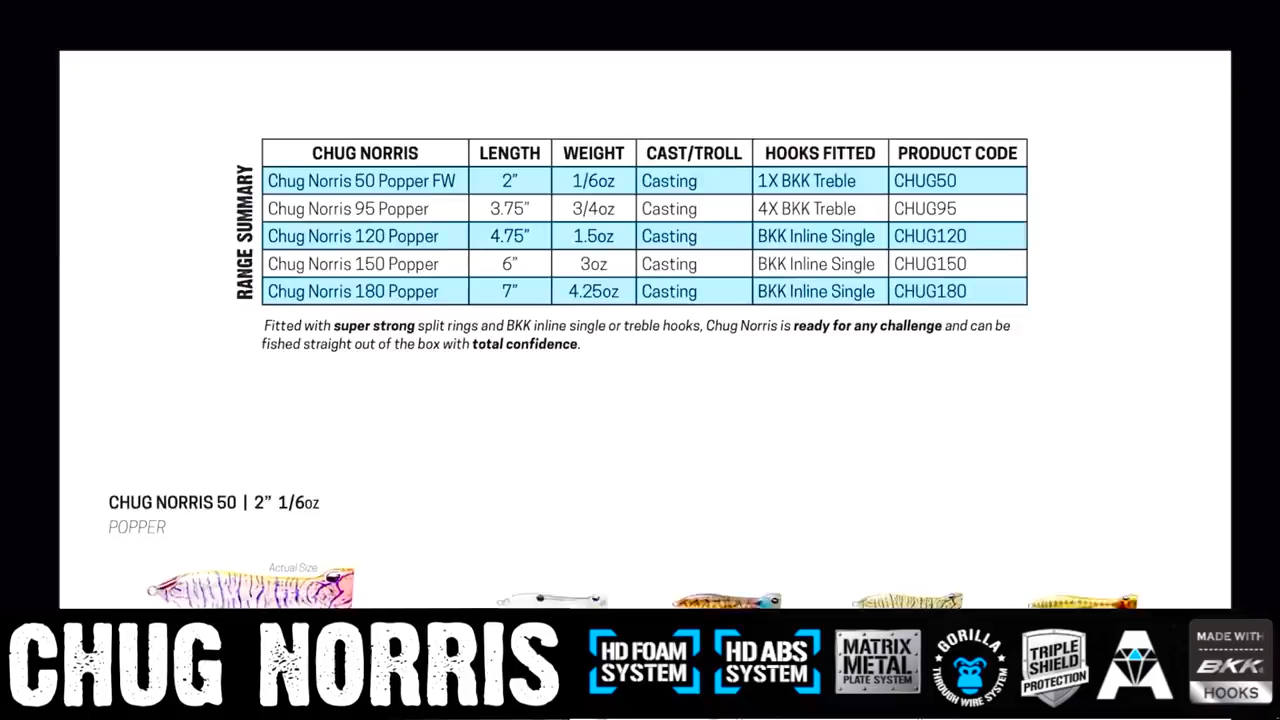 RANGE SUMMARY
CHUG NORRIS LENGTH WEIGHT CAST/TROLL HOOKS FITTED PRODUCT CODE
Chug Norris 50 Popper FW 2” 1/6oz Casting 1X BKK Treble CHUG50
Chug Norris 95 Popper 3.75” 3/4oz Casting 4X BKK Treble CHUG95
Chug Norris 120 Popper 4.75” 1.5oz Casting BKK Inline Single CHUG120
Chug Norris 150 Popper 6” 3oz Casting BKK Inline Single CHUG150
Chug Norris 180 Popper 7” 4.25oz Casting BKK Inline Single CHUG180
Fitted with super strong split rings and BKK inline single or treble hooks, Chug Norris is ready for any challenge and can be
fished straight out of the box with total confidence.
CHUG NORRIS 50 | 2” 1/6oz
POPPER
Actual Size
CHUG NORRIS
HD FOAM
SYSTEM
HD ABS
SYSTEM
MATRIX
METAL
PLATE SYSTEM
GORILLA
THROUGH WIRE SYSTEM
TRIPLE
SHIELD
PROTECTION
MADE WITH
BKK
HOOKS